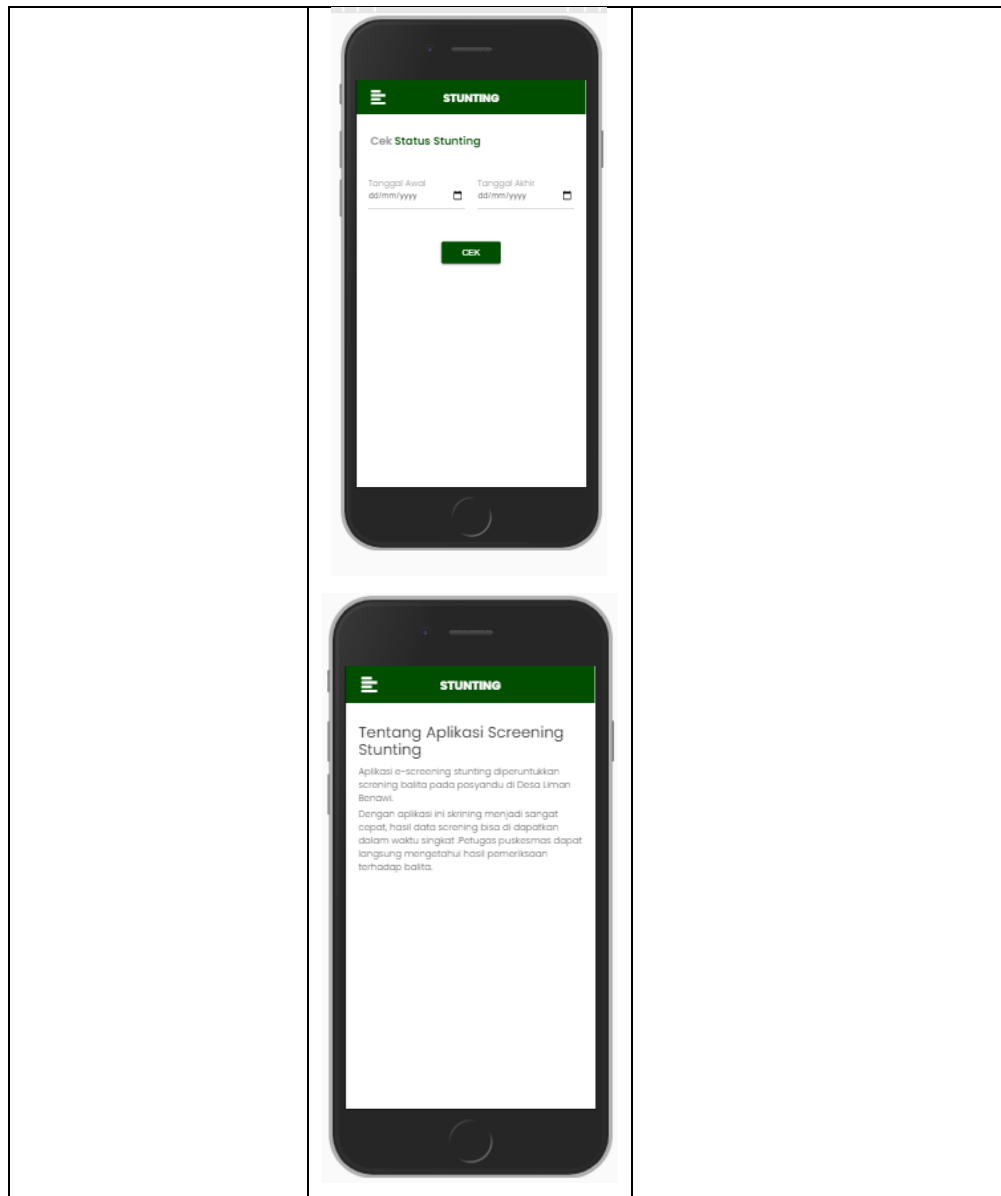 STUNTING
Cek Status Stunting
Tanggal Awal Tanggal Akhir
dd/mm/yyyy dd/mm/yyyy
CEK
STUNTING
Tentang Aplikasi Screening
Stunting
Aplikasi e-screening stunting diperuntukkan
screning balita pada posyandu di Desa Liman
Benawi.
Dengan aplikasi ini skrining menjadi sangat
cepat, hasil data screning bisa di dapatkan
dalam waktu singkat .Petugas puskesmas dapat
langsung mengetahui hasil pemeriksaan
terhadap balita.